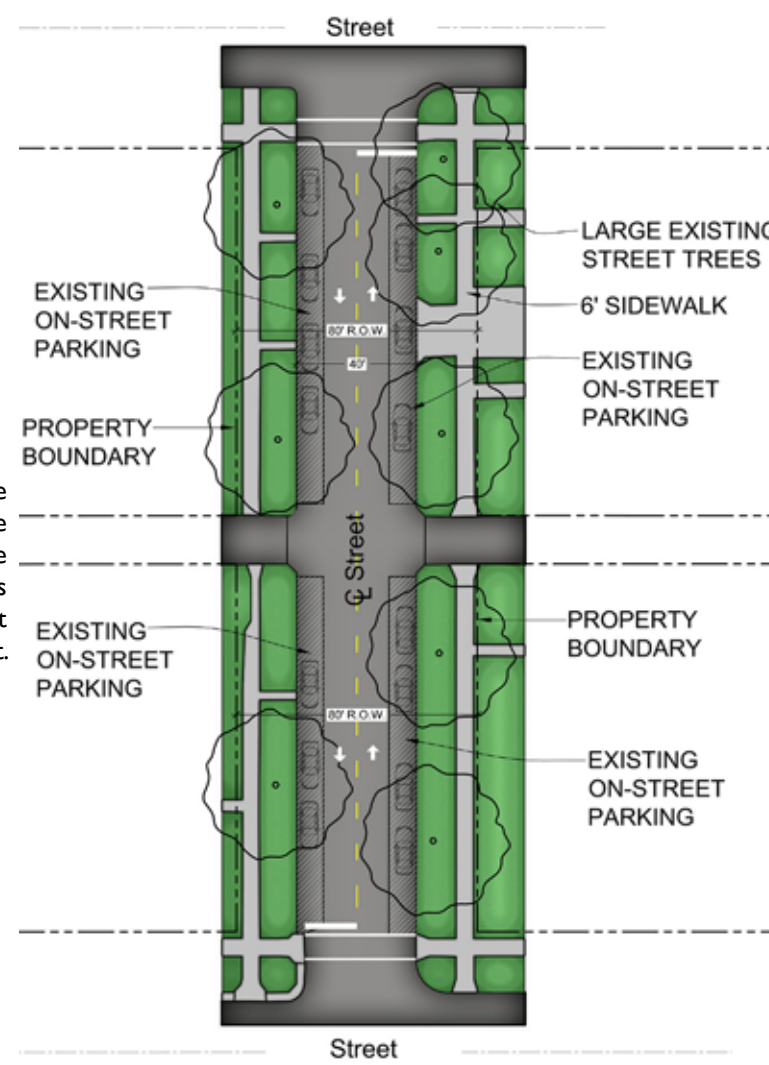 Street
LARGE EXISTING
STREET TREES
EXISTING
ON-STREET
PARKING
6' SIDEWALK
80' R.O.W.
40'
EXISTING
ON-STREET
PARKING
PROPERTY
BOUNDARY
e
e
e
s
t
t.
℄ Street
EXISTING
ON-STREET
PARKING
PROPERTY
BOUNDARY
80' R.O.W.
EXISTING
ON-STREET
PARKING
Street